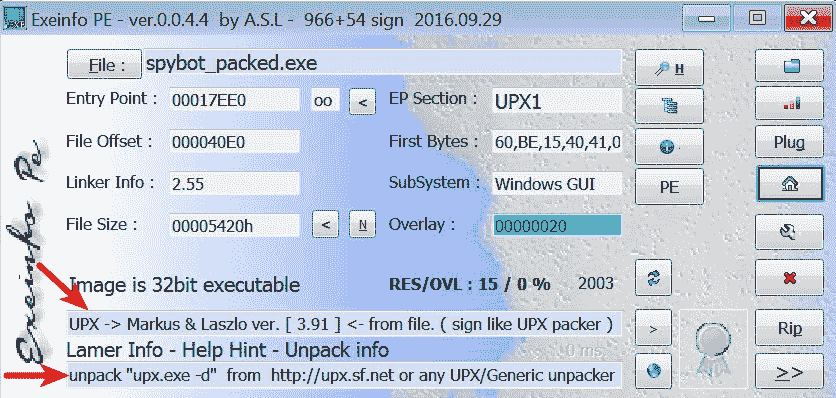 Exeinfo PE - ver.0.0.4.4 by A.S.L - 966+54 sign 2016.09.29
File : spybot_packed.exe H
Entry Point : 00017EE0 oo < EP Section : UPX1
File Offset : 000040E0 First Bytes : 60,BE,15,40,41,0 Plug
Linker Info : 2.55 SubSystem : Windows GUI PE
File Size : 00005420h < N Overlay : 00000020
Image is 32bit executable RES/OVL : 15 / 0 % 2003
UPX -> Markus & Laszlo ver. [ 3.91 ] <- from file. ( sign like UPX packer ) > Rip
Lamer Info - Help Hint - Unpack info ms.
unpack "upx.exe -d" from http://upx.sf.net or any UPX/Generic unpacker >>
Exeinfo Pe